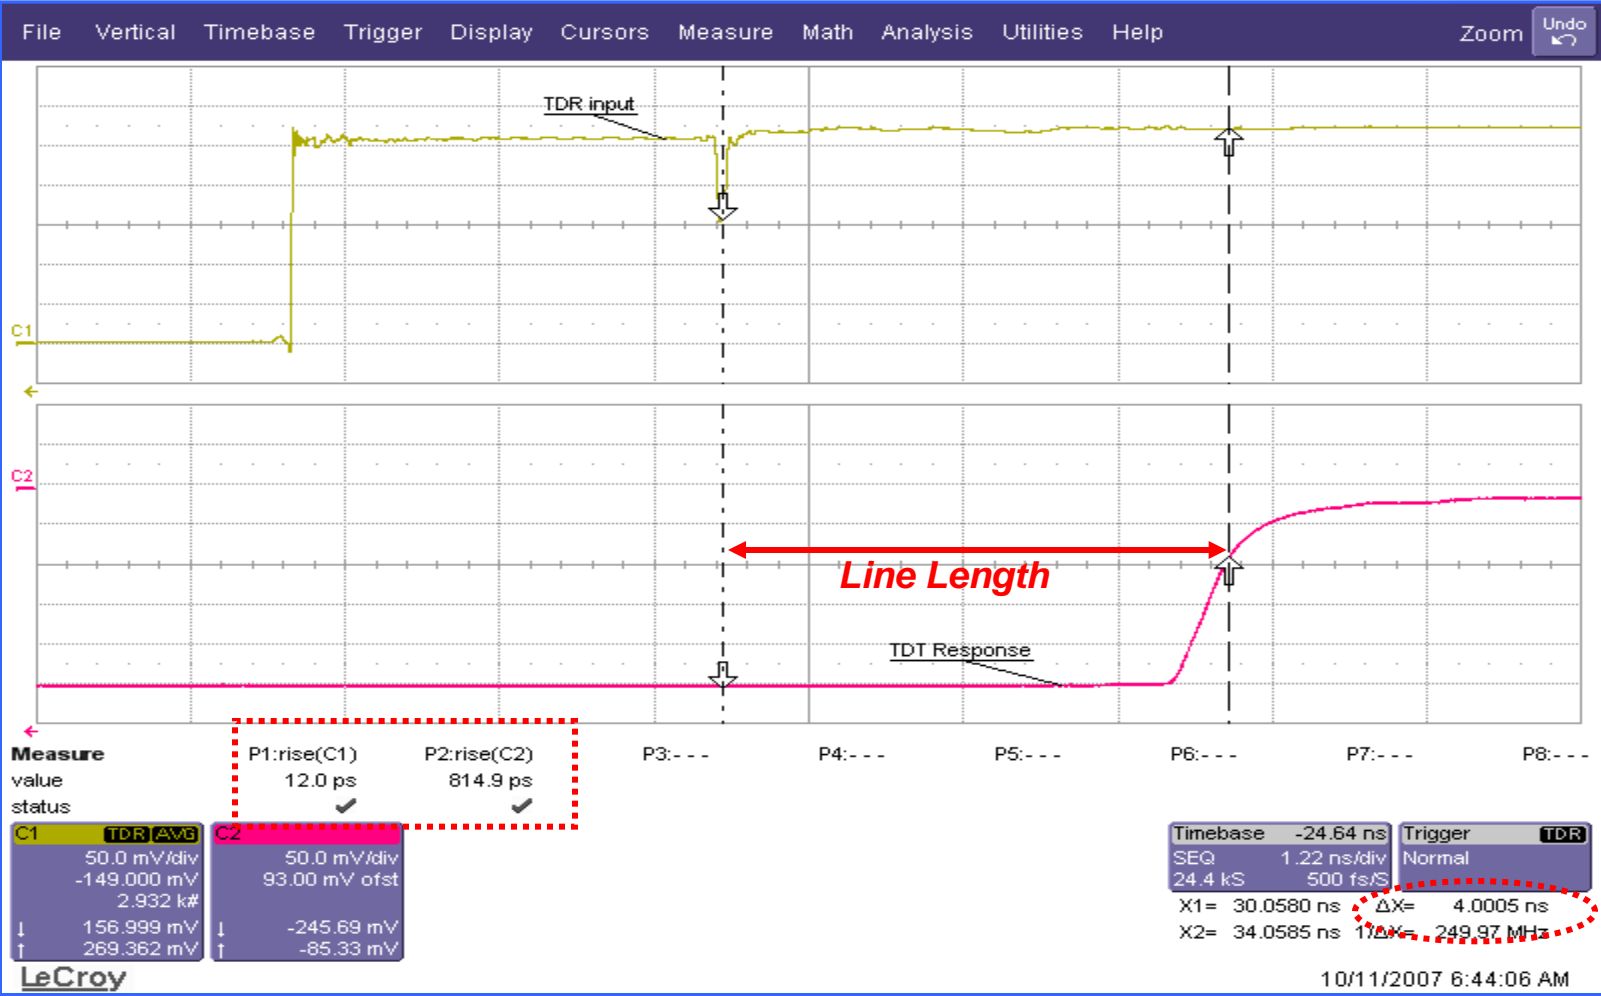 File Vertical Timebase Trigger Display Cursors Measure Math Analysis Utilities Help Zoom Undo
TDR input
C1
C2
Line Length
TDT Response
Measure P1:rise(C1) P2:rise(C2) P3:--- P4:--- P5:--- P6:--- P7:--- P8:---
value 12.0 ps 814.9 ps
status
C1 TDR AVG
50.0 mV/div
-149.000 mV
2.932 k#
↓ 156.999 mV
↑ 269.362 mV
C2
50.0 mV/div
93.00 mV ofst
↓ -245.69 mV
↑ -85.33 mV
Timebase -24.64 ns
SEQ 1.22 ns/div
24.4 kS 500 fs/S
Trigger TDR
Normal
X1= 30.0580 ns ΔX= 4.0005 ns
X2= 34.0585 ns 1/ΔX= 249.97 MHz
LeCroy
10/11/2007 6:44:06 AM